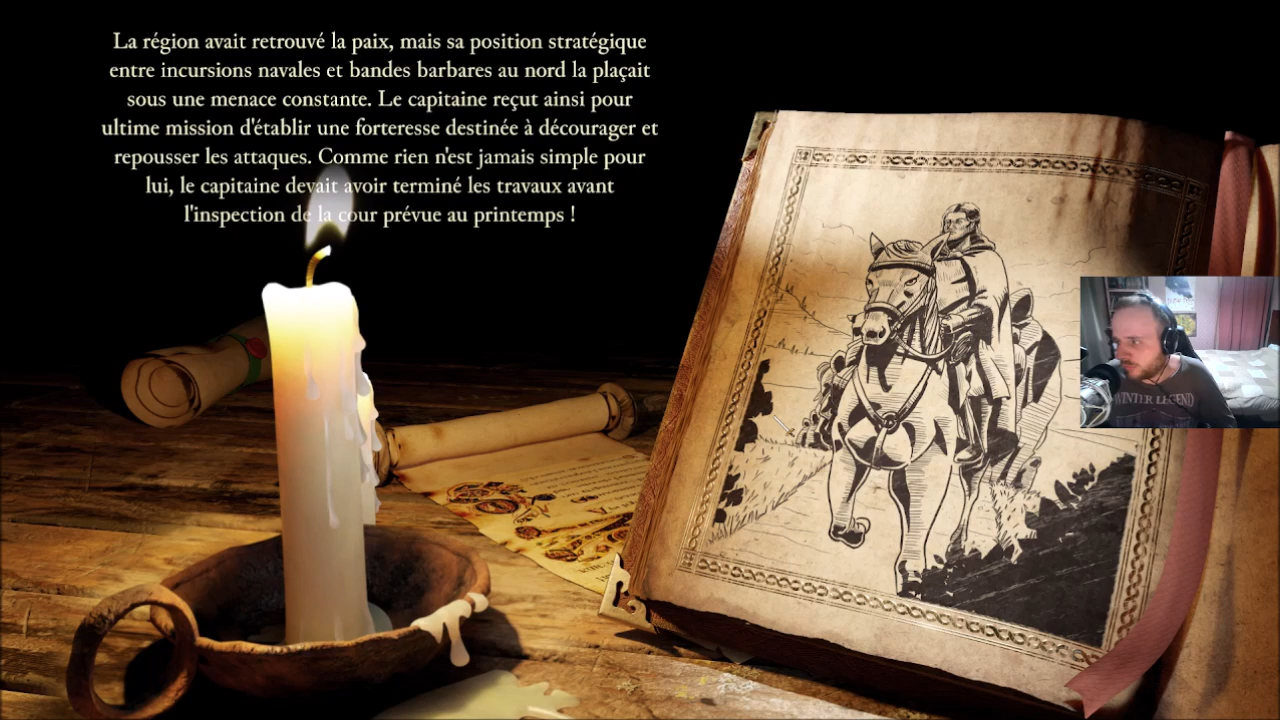 La région avait retrouvé la paix, mais sa position stratégique
entre incursions navales et bandes barbares au nord la plaçait
sous une menace constante. Le capitaine reçut ainsi pour
ultime mission d'établir une forteresse destinée à décourager et
repousser les attaques. Comme rien n'est jamais simple pour
lui, le capitaine devait avoir terminé les travaux avant
l'inspection de la cour prévue au printemps !
WINTER LEGEND